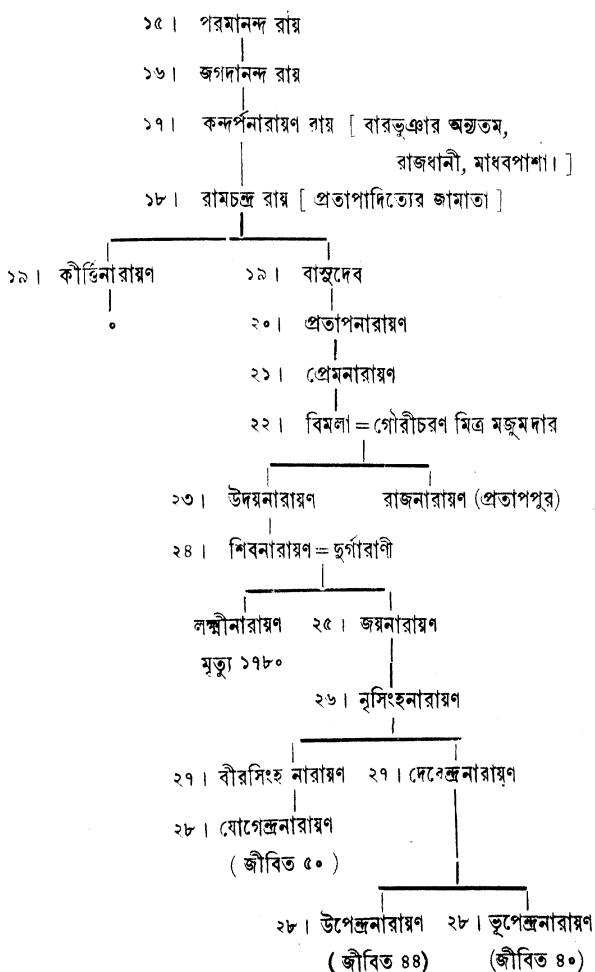 ১৫। পরমানন্দ রায়
১৬। জগদানন্দ রায়
১৭। কন্দর্পনারায়ণ রায় [ বারভূঞার অন্যতম,
রাজধানী, মাধবপাশা। ]
১৮। রামচন্দ্র রায় [ প্রতাপাদিত্যের জামাতা ]
১৯। কীর্ত্তিনারায়ণ ১৯। বাসুদেব
০
২০। প্রতাপনারায়ণ
২১। প্রেমনারায়ণ
২২। বিমলা = গৌরীচরণ মিত্র মজুমদার
২৩। উদয়নারায়ণ রাজনারায়ণ (প্রতাপপুর)
২৪। শিবনারায়ণ = দুর্গারাণী
লক্ষ্মীনারায়ণ ২৫। জয়নারায়ণ
মৃত্যু ১৭৮০
২৬। নৃসিংহনারায়ণ
২৭। বীরসিংহ নারায়ণ ২৭। দেবেন্দ্রনারায়ণ
২৮। যোগেন্দ্রনারায়ণ
( জীবিত ৫০ )
২৮। উপেন্দ্রনারায়ণ ২৮। ভূপেন্দ্রনারায়ণ
( জীবিত ৪৪ ) (জীবিত ৪০)